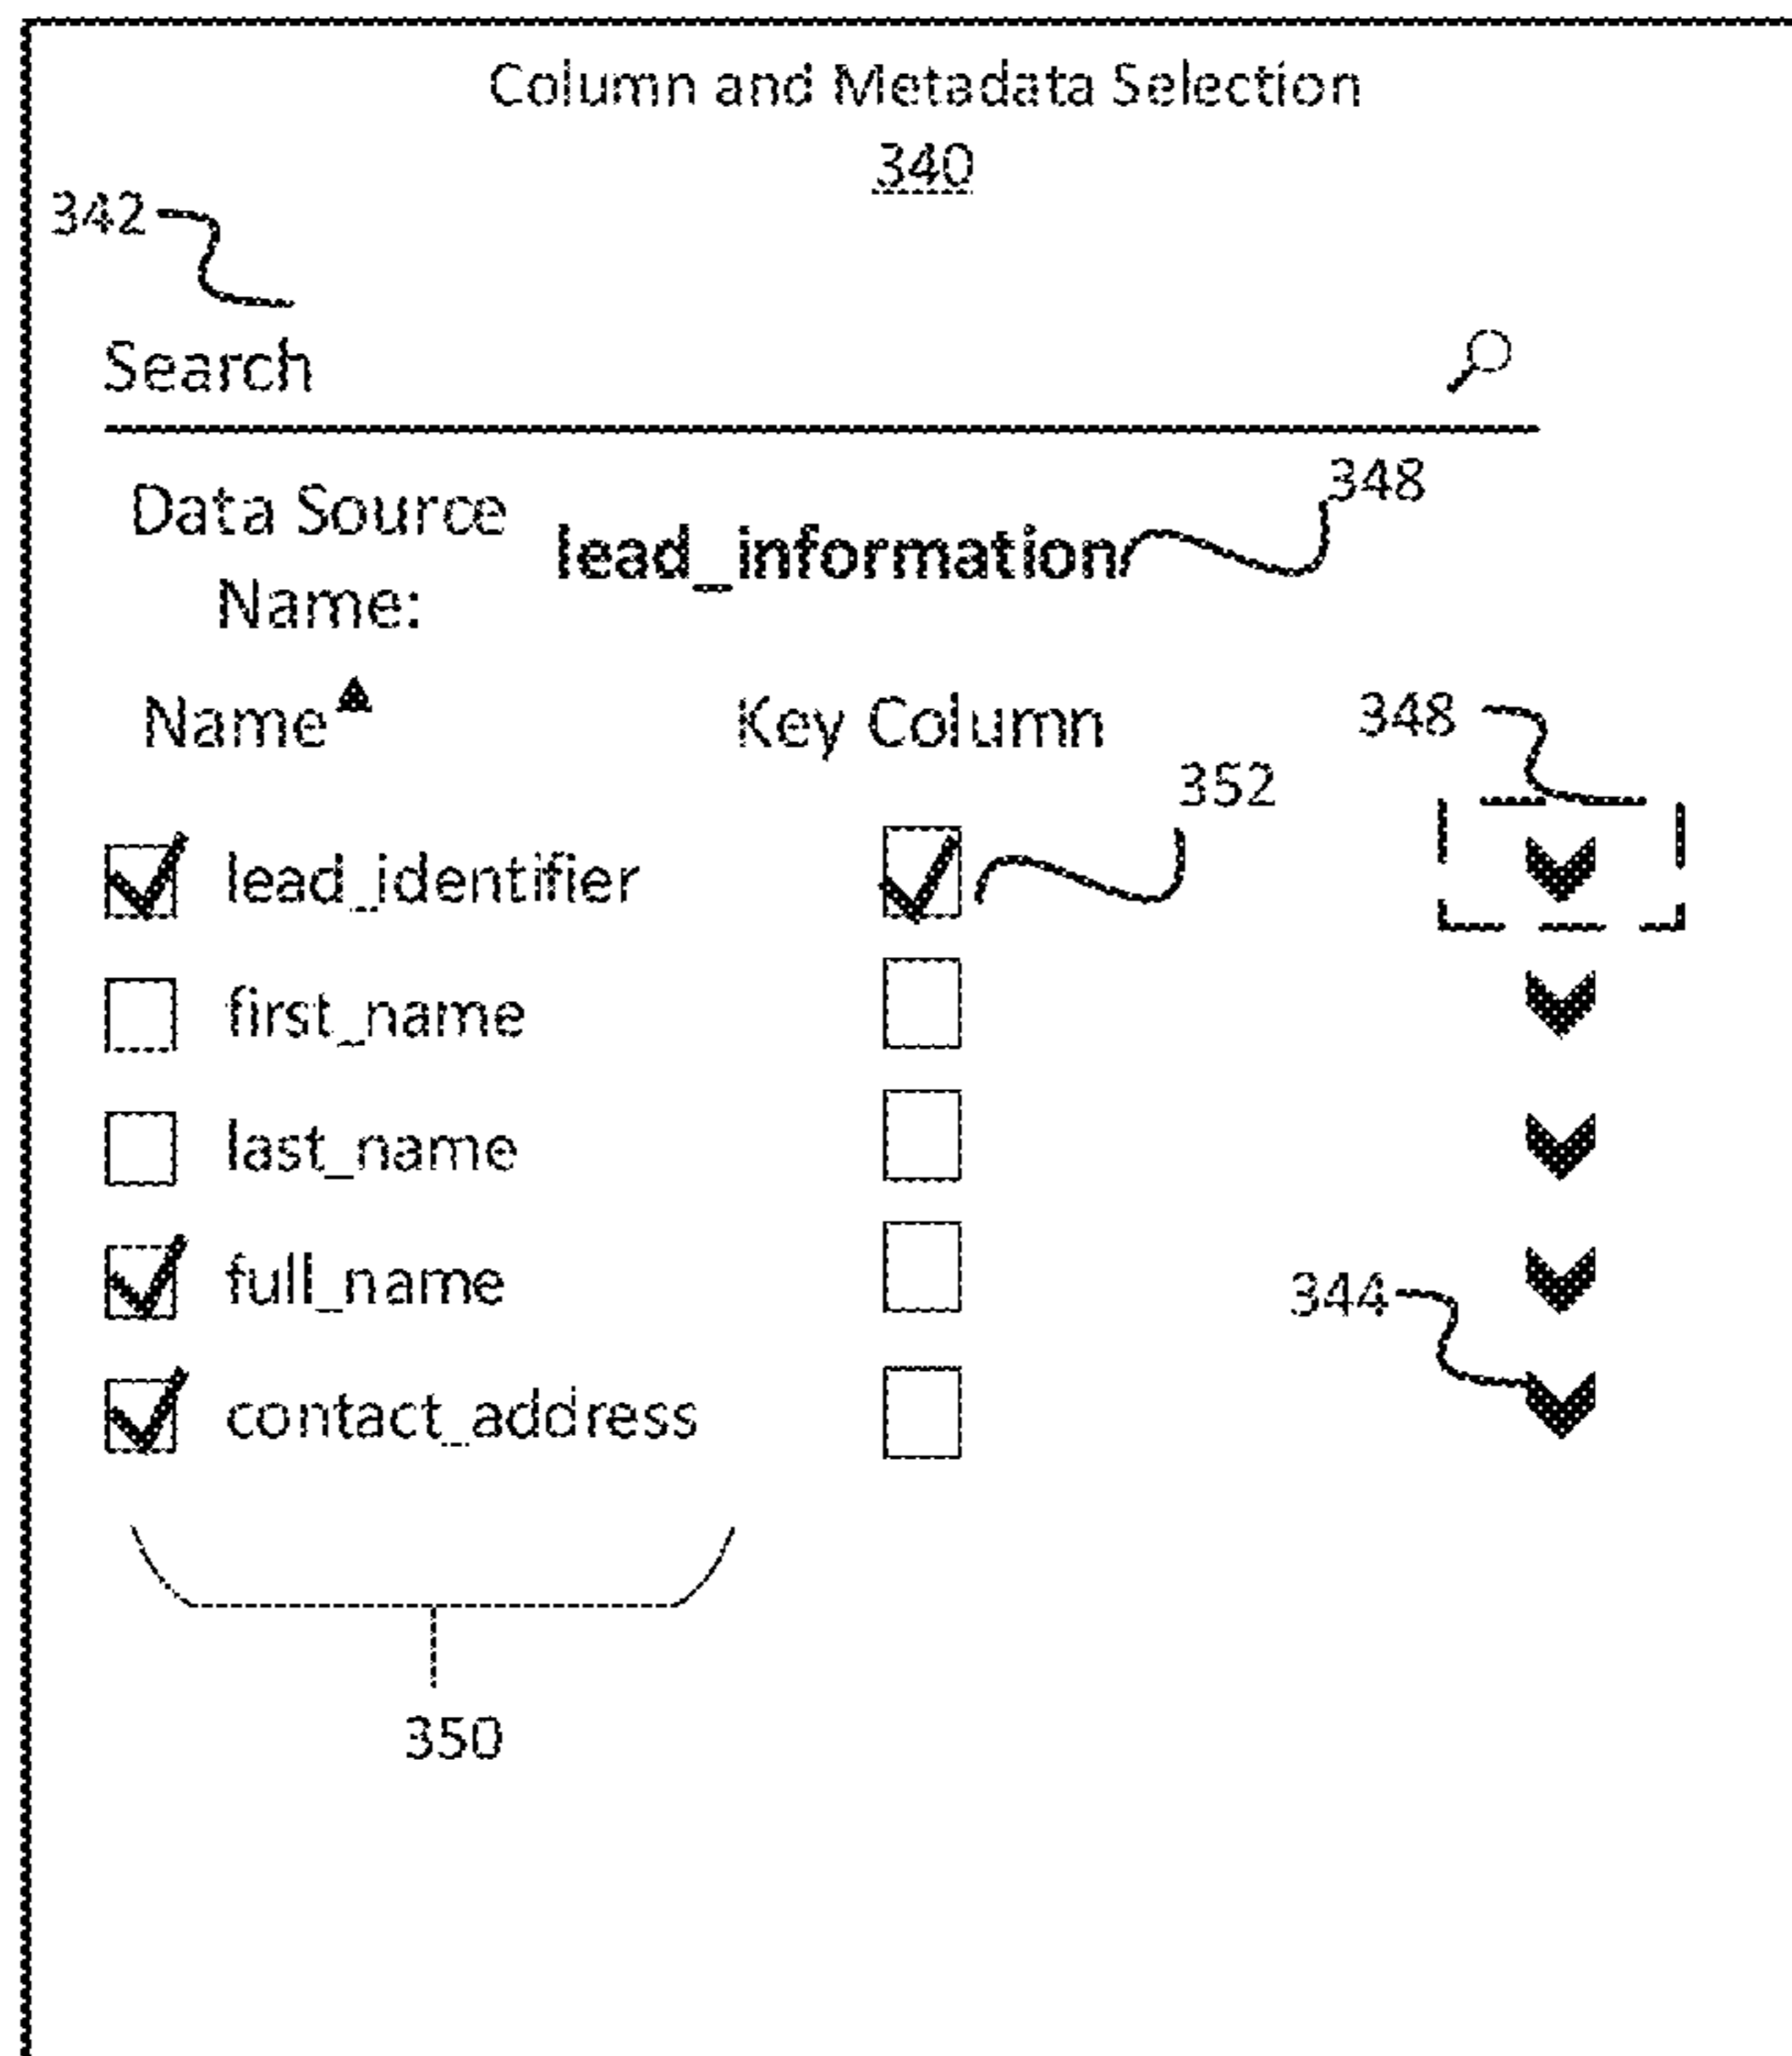 Column and Metadata Selection
340
342
Search
348
Data Source
Name:
lead_information
Name
Key Column
348
352
lead_identifier
first_name
last_name
full_name
344
contact_address
350